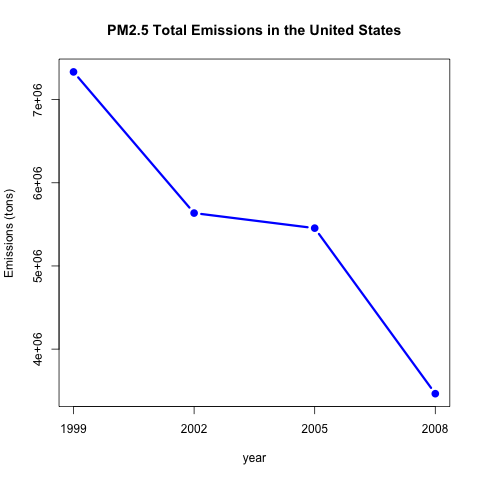 PM2.5 Total Emissions in the United States
Emissions (tons)
7e+06
6e+06
5e+06
4e+06
1999 2002 2005 2008
year